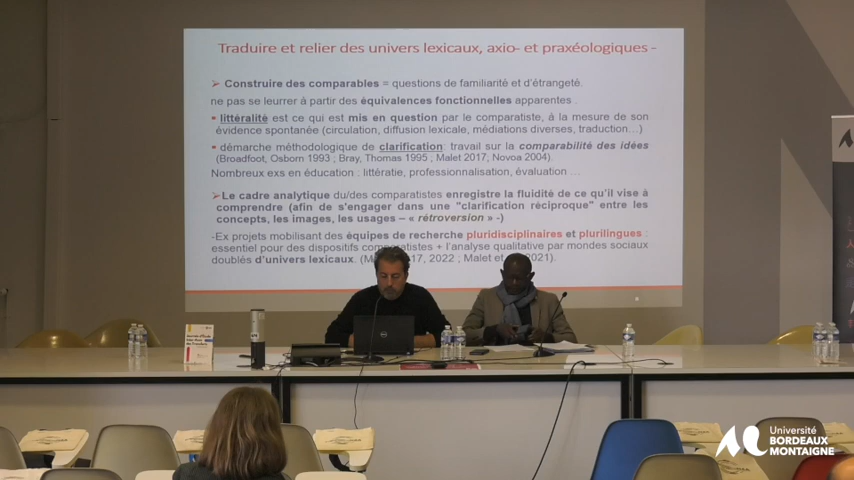 Traduire et relier des univers lexicaux, axio- et praxéologiques -
➢ Construire des comparables = questions de familiarité et d'étrangeté.
ne pas se leurrer à partir des équivalences fonctionnelles apparentes .
• littéralité est ce qui est mis en question par le comparatiste, à la mesure de son
évidence spontanée (circulation, diffusion lexicale, médiations diverses, traduction…)
• démarche méthodologique de clarification: travail sur la comparabilité des idées
(Broadfoot, Osborn 1993 ; Bray, Thomas 1995 ; Malet 2017, Novoa 2004).
Nombreux exs en éducation : littératie, professionnalisation, évaluation …
➢Le cadre analytique du/des comparatistes enregistre la fluidité de ce qu'il vise à
comprendre (afin de s'engager dans une "clarification réciproque" entre les
concepts, les images, les usages – « rétroversion » -)
-Ex projets mobilisant des équipes de recherche pluridisciplinaires et plurilingues :
essentiel pour des dispositifs comparatistes + l'analyse qualitative par mondes sociaux
doublés d'univers lexicaux. 17, 2022 ; Malet et 2021).
DELL
Université
BORDEAUX
MONTAIGNE